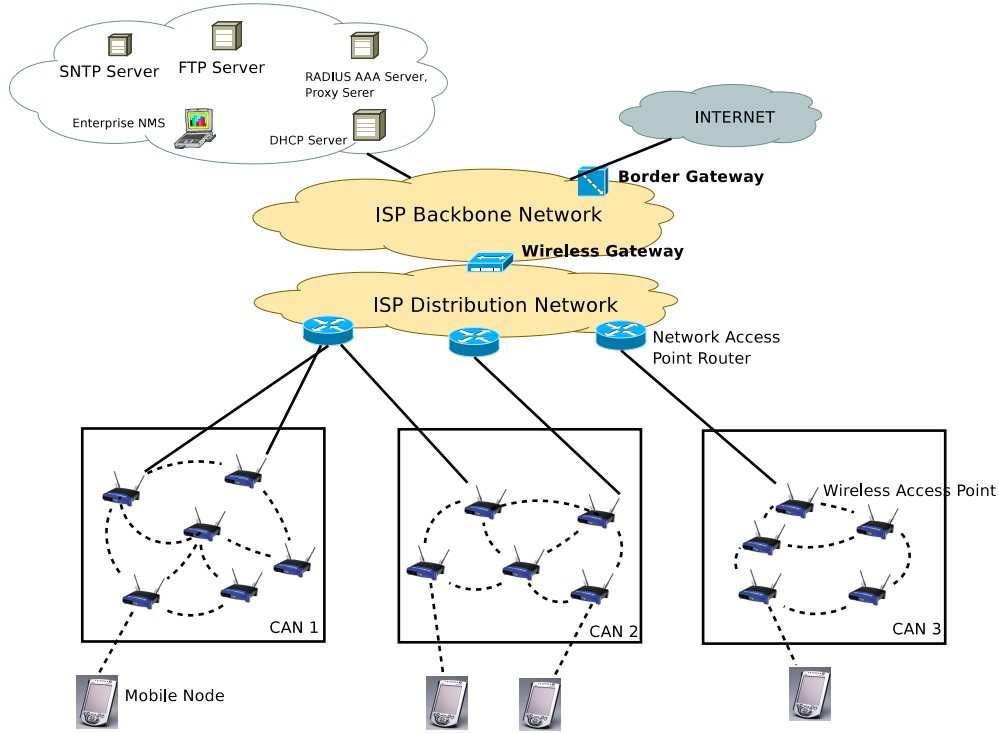 SNTP Server
FTP Server
RADIUS AAA Server,
Proxy Serer
Enterprise NMS
DHCP Server
INTERNET
Border Gateway
ISP Backbone Network
Wireless Gateway
ISP Distribution Network
Network Access
Point Router
Wireless Access Point
CAN 1
CAN 2
CAN 3
Mobile Node